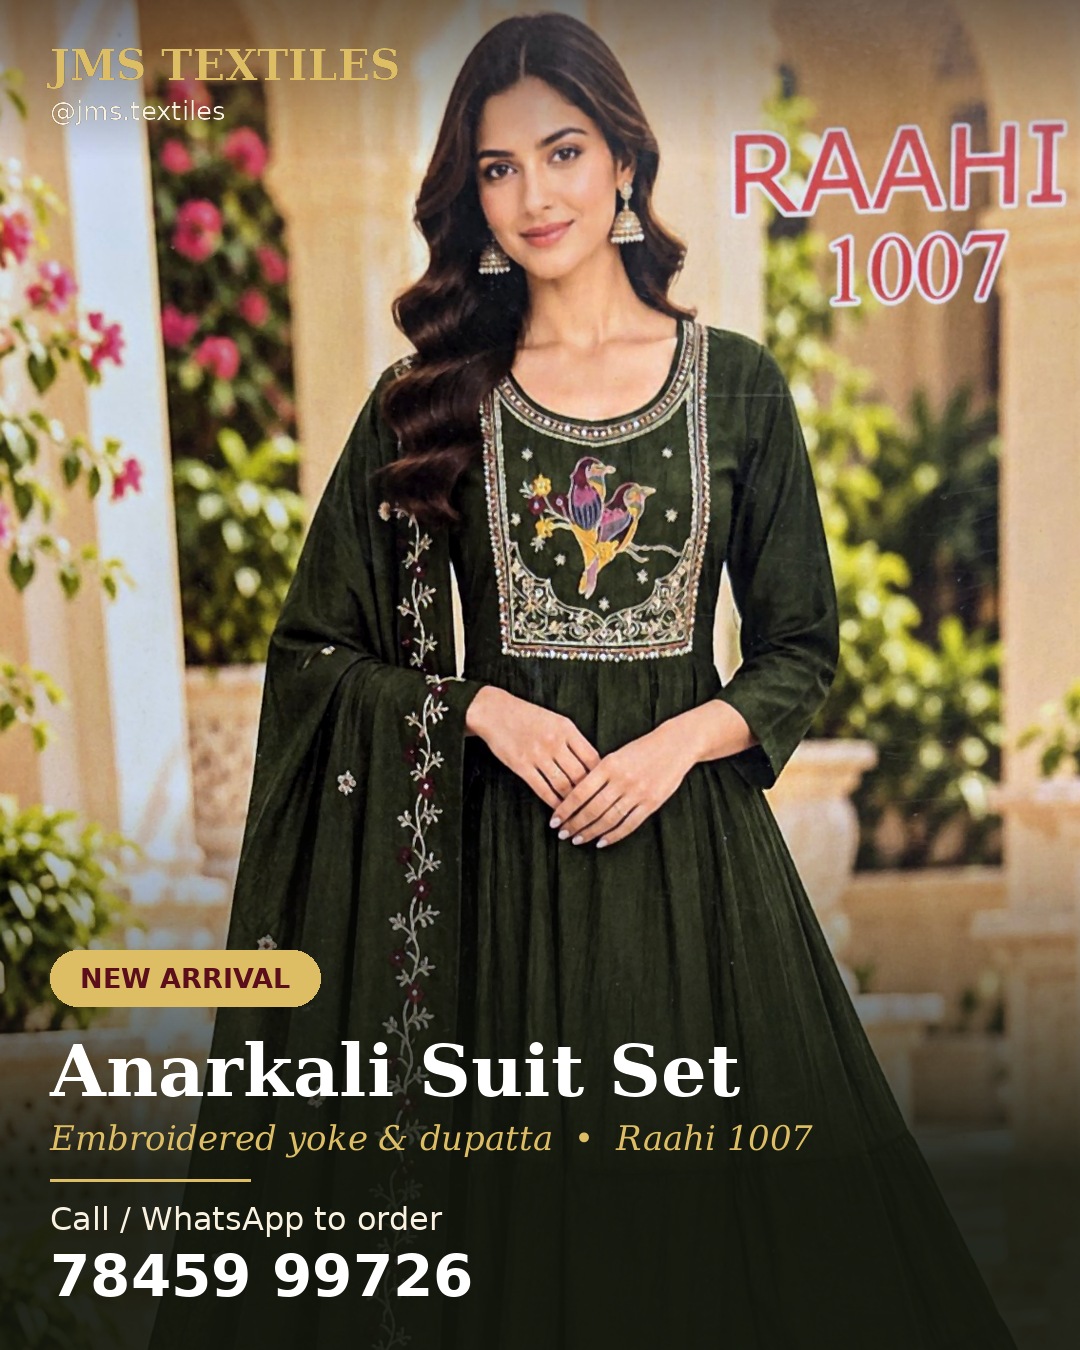 JMS TEXTILES
@jms.textiles
RAAHI
1007
NEW ARRIVAL
Anarkali Suit Set
Embroidered yoke & dupatta • Raahi 1007
Call / WhatsApp to order
78459 99726